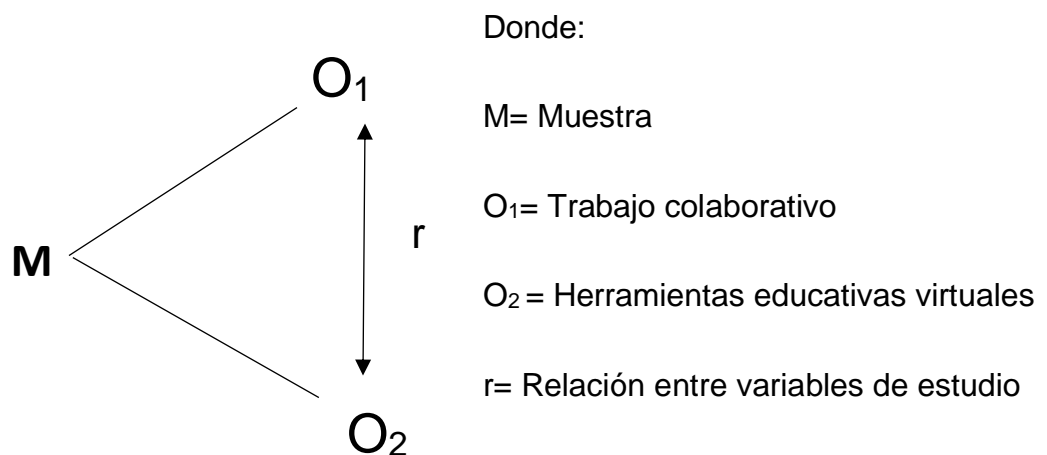 Donde:
O₁
M= Muestra
O₁= Trabajo colaborativo
r
M
O₂ = Herramientas educativas virtuales
r= Relación entre variables de estudio
O₂